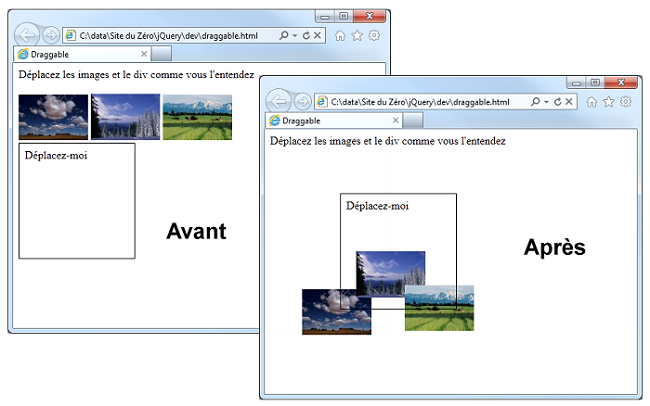 C:\data\Site du Zéro\jQuery\dev\draggable.html
Draggable
Déplacez les images et le div comme vous l'entendez
Déplacez-moi
Avant
C:\data\Site du Zéro\jQuery\dev\draggable.html
Draggable
Déplacez les images et le div comme vous l'entendez
Déplacez-moi
Après